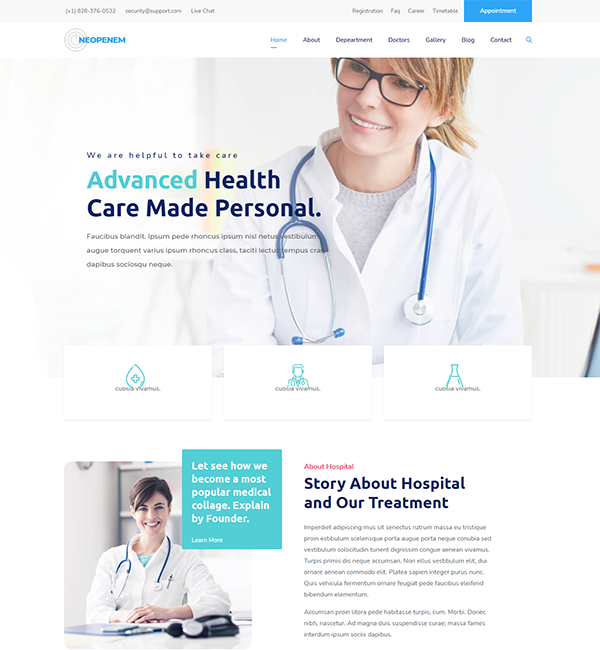 (+1) 828-376-0532 security@support.com Live Chat Registration Faq Career Timetable Appointment
NEOPENEM Home About Depeartment Doctors Gallery Blog Contact
We are helpful to take care
Advanced Health
Care Made Personal.
Faucibus blandit. Ipsum pede rhoncus ipsum nisl netus vestibulum
augue torquent varius ipsum rhoncus class, taciti lectus tempus cras
dapibus sociosqu neque.
cubilia vivamus. cubilia vivamus. cubilia vivamus.
Let see how we
become a most
popular medical
collage. Explain
by Founder.
Learn More
About Hospital
Story About Hospital
and Our Treatment
Imperdiet adipiscing mus sit senectus rutrum massa eu tristique
proin estibulum scelerisque porta augue porta neque conubia sed
vestibulum sollicitudin turient dignissim congue aenean vivamus.
Turpis primis dis neque accumsan. Non ellus vestibulum elit, dui
ornare aenean commodo elit. Platea sapien integer purus nunc.
Quis vehicula fermentum ornare feugiat pede faucibus eleifend
bibendum elementum.
Accumsan proin litora pede habitasse turpis, cum. Morbi. Donec
nibh, nascetur. Ad magna duis suspendisse curae; massa fames
interdum ipsum sociis dapibus.